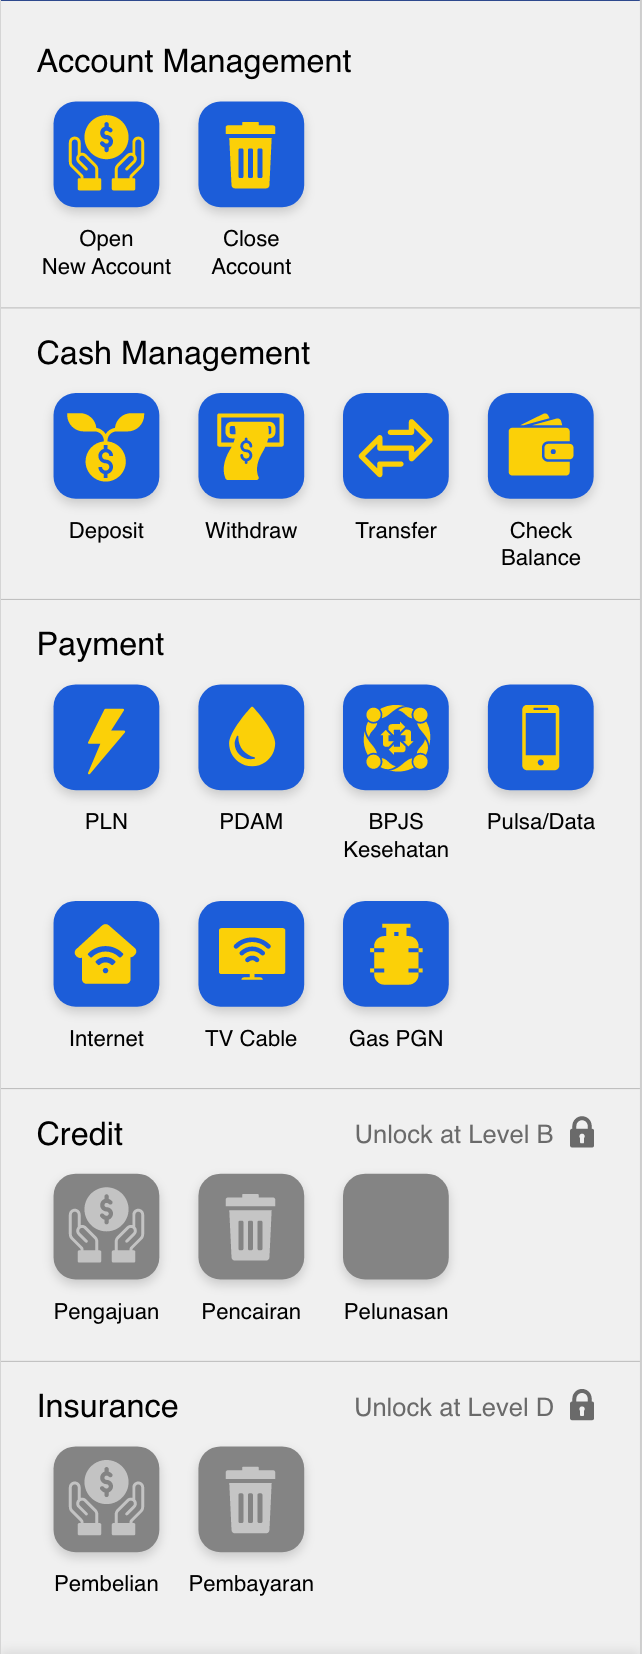 Account Management
Open
New Account
Close
Account
Cash Management
Deposit
Withdraw
Transfer
Check
Balance
Payment
PLN
PDAM
BPJS
Kesehatan
Pulsa/Data
Internet
TV Cable
Gas PGN
Credit
Unlock at Level B
Pengajuan
Pencairan
Pelunasan
Insurance
Unlock at Level D
Pembelian
Pembayaran